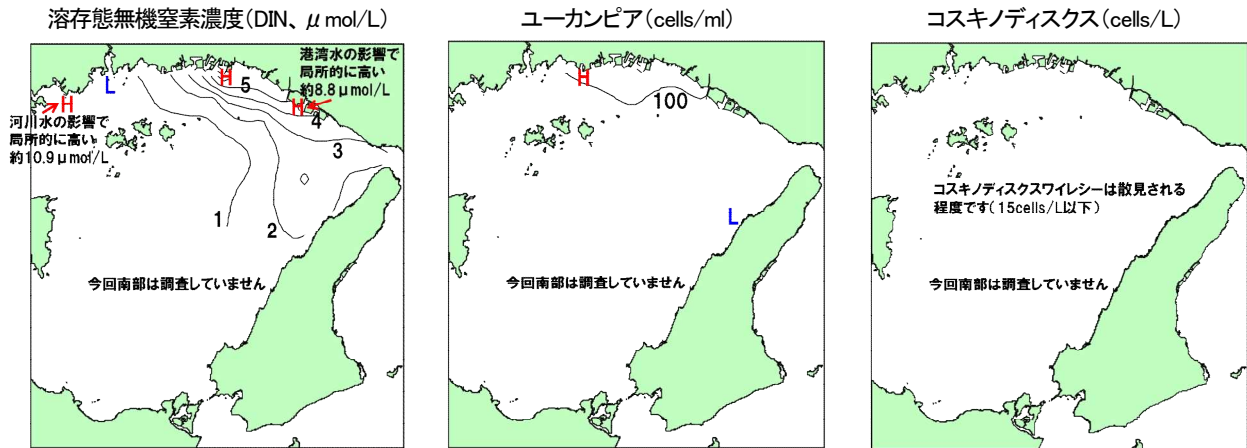 溶存態無機窒素濃度(DIN、μmol/L)
H
港湾水の影響で
局所的に高い
約8.8μmol/L
L
5
H
H
4
河川水の影響で
局所的に高い
約10.9μmol/L
3
1
2
今回南部は調査していません
ユーカンピア(cells/ml)
H
100
L
今回南部は調査していません
コスキノディスクス(cells/L)
コスキノディスクスワイレシーは散見される
程度です(15cells/L以下)
今回南部は調査していません